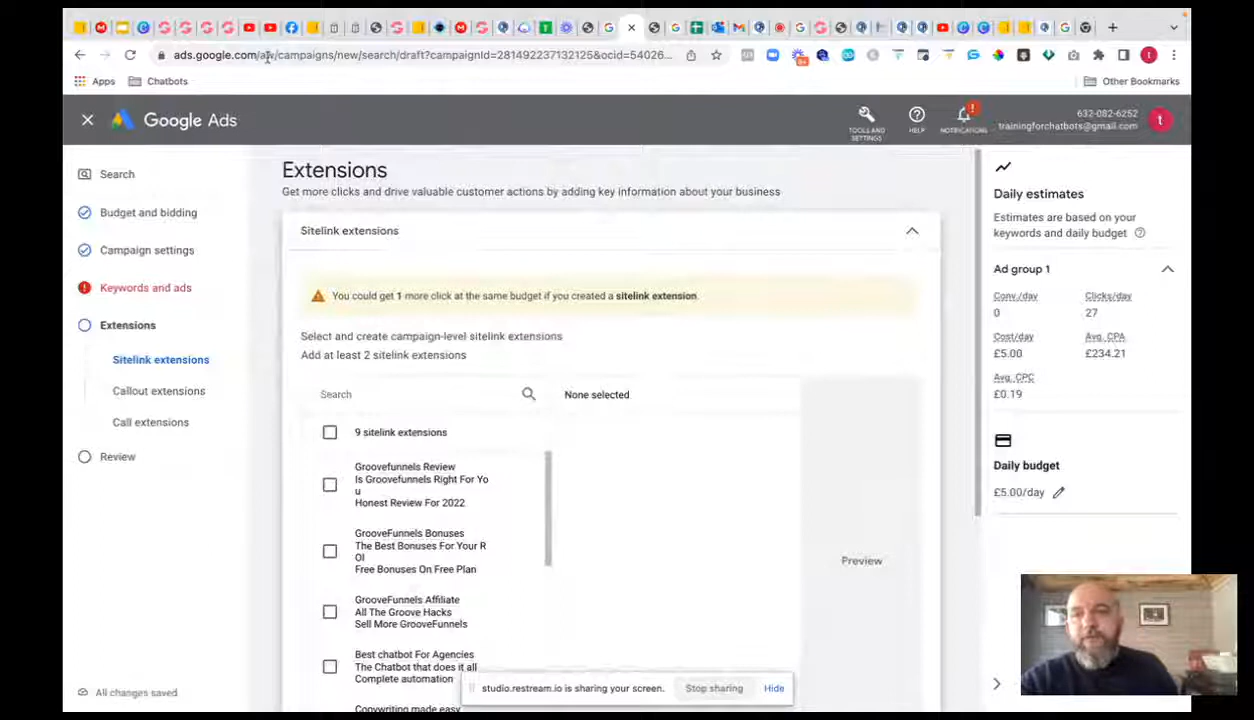 ads.google.com/aw/campaigns/new/search/draft?campaignId=281492237132125&ocid=54026...
Apps
Chatbots
Other Bookmarks
Google Ads
TOOLS AND
SETTINGS
HELP
NOTIFICATIONS
632-082-6252
trainingforchatbots@gmail.com
t
Search
Budget and bidding
Campaign settings
Keywords and ads
Extensions
Sitelink extensions
Callout extensions
Call extensions
Review
All changes saved
Extensions
Get more clicks and drive valuable customer actions by adding key information about your business
Sitelink extensions
You could get 1 more click at the same budget if you created a sitelink extension.
Select and create campaign-level sitelink extensions
Add at least 2 sitelink extensions
Search
None selected
9 sitelink extensions
Groovefunnels Review
Is Groovefunnels Right For Yo
u
Honest Review For 2022
GrooveFunnels Bonuses
The Best Bonuses For Your R
OI
Free Bonuses On Free Plan
GrooveFunnels Affiliate
All The Groove Hacks
Sell More GrooveFunnels
Best chatbot For Agencies
The Chatbot that does it all
Complete automation
Copywriting made easy
Preview
Daily estimates
Estimates are based on your
keywords and daily budget
Ad group 1
Conv./day
Clicks/day
0
27
Cost/day
Avg. CPA
£5.00
£234.21
Avg. CPC
£0.19
Daily budget
£5.00/day
studio.restream.io is sharing your screen.
Stop sharing
Hide